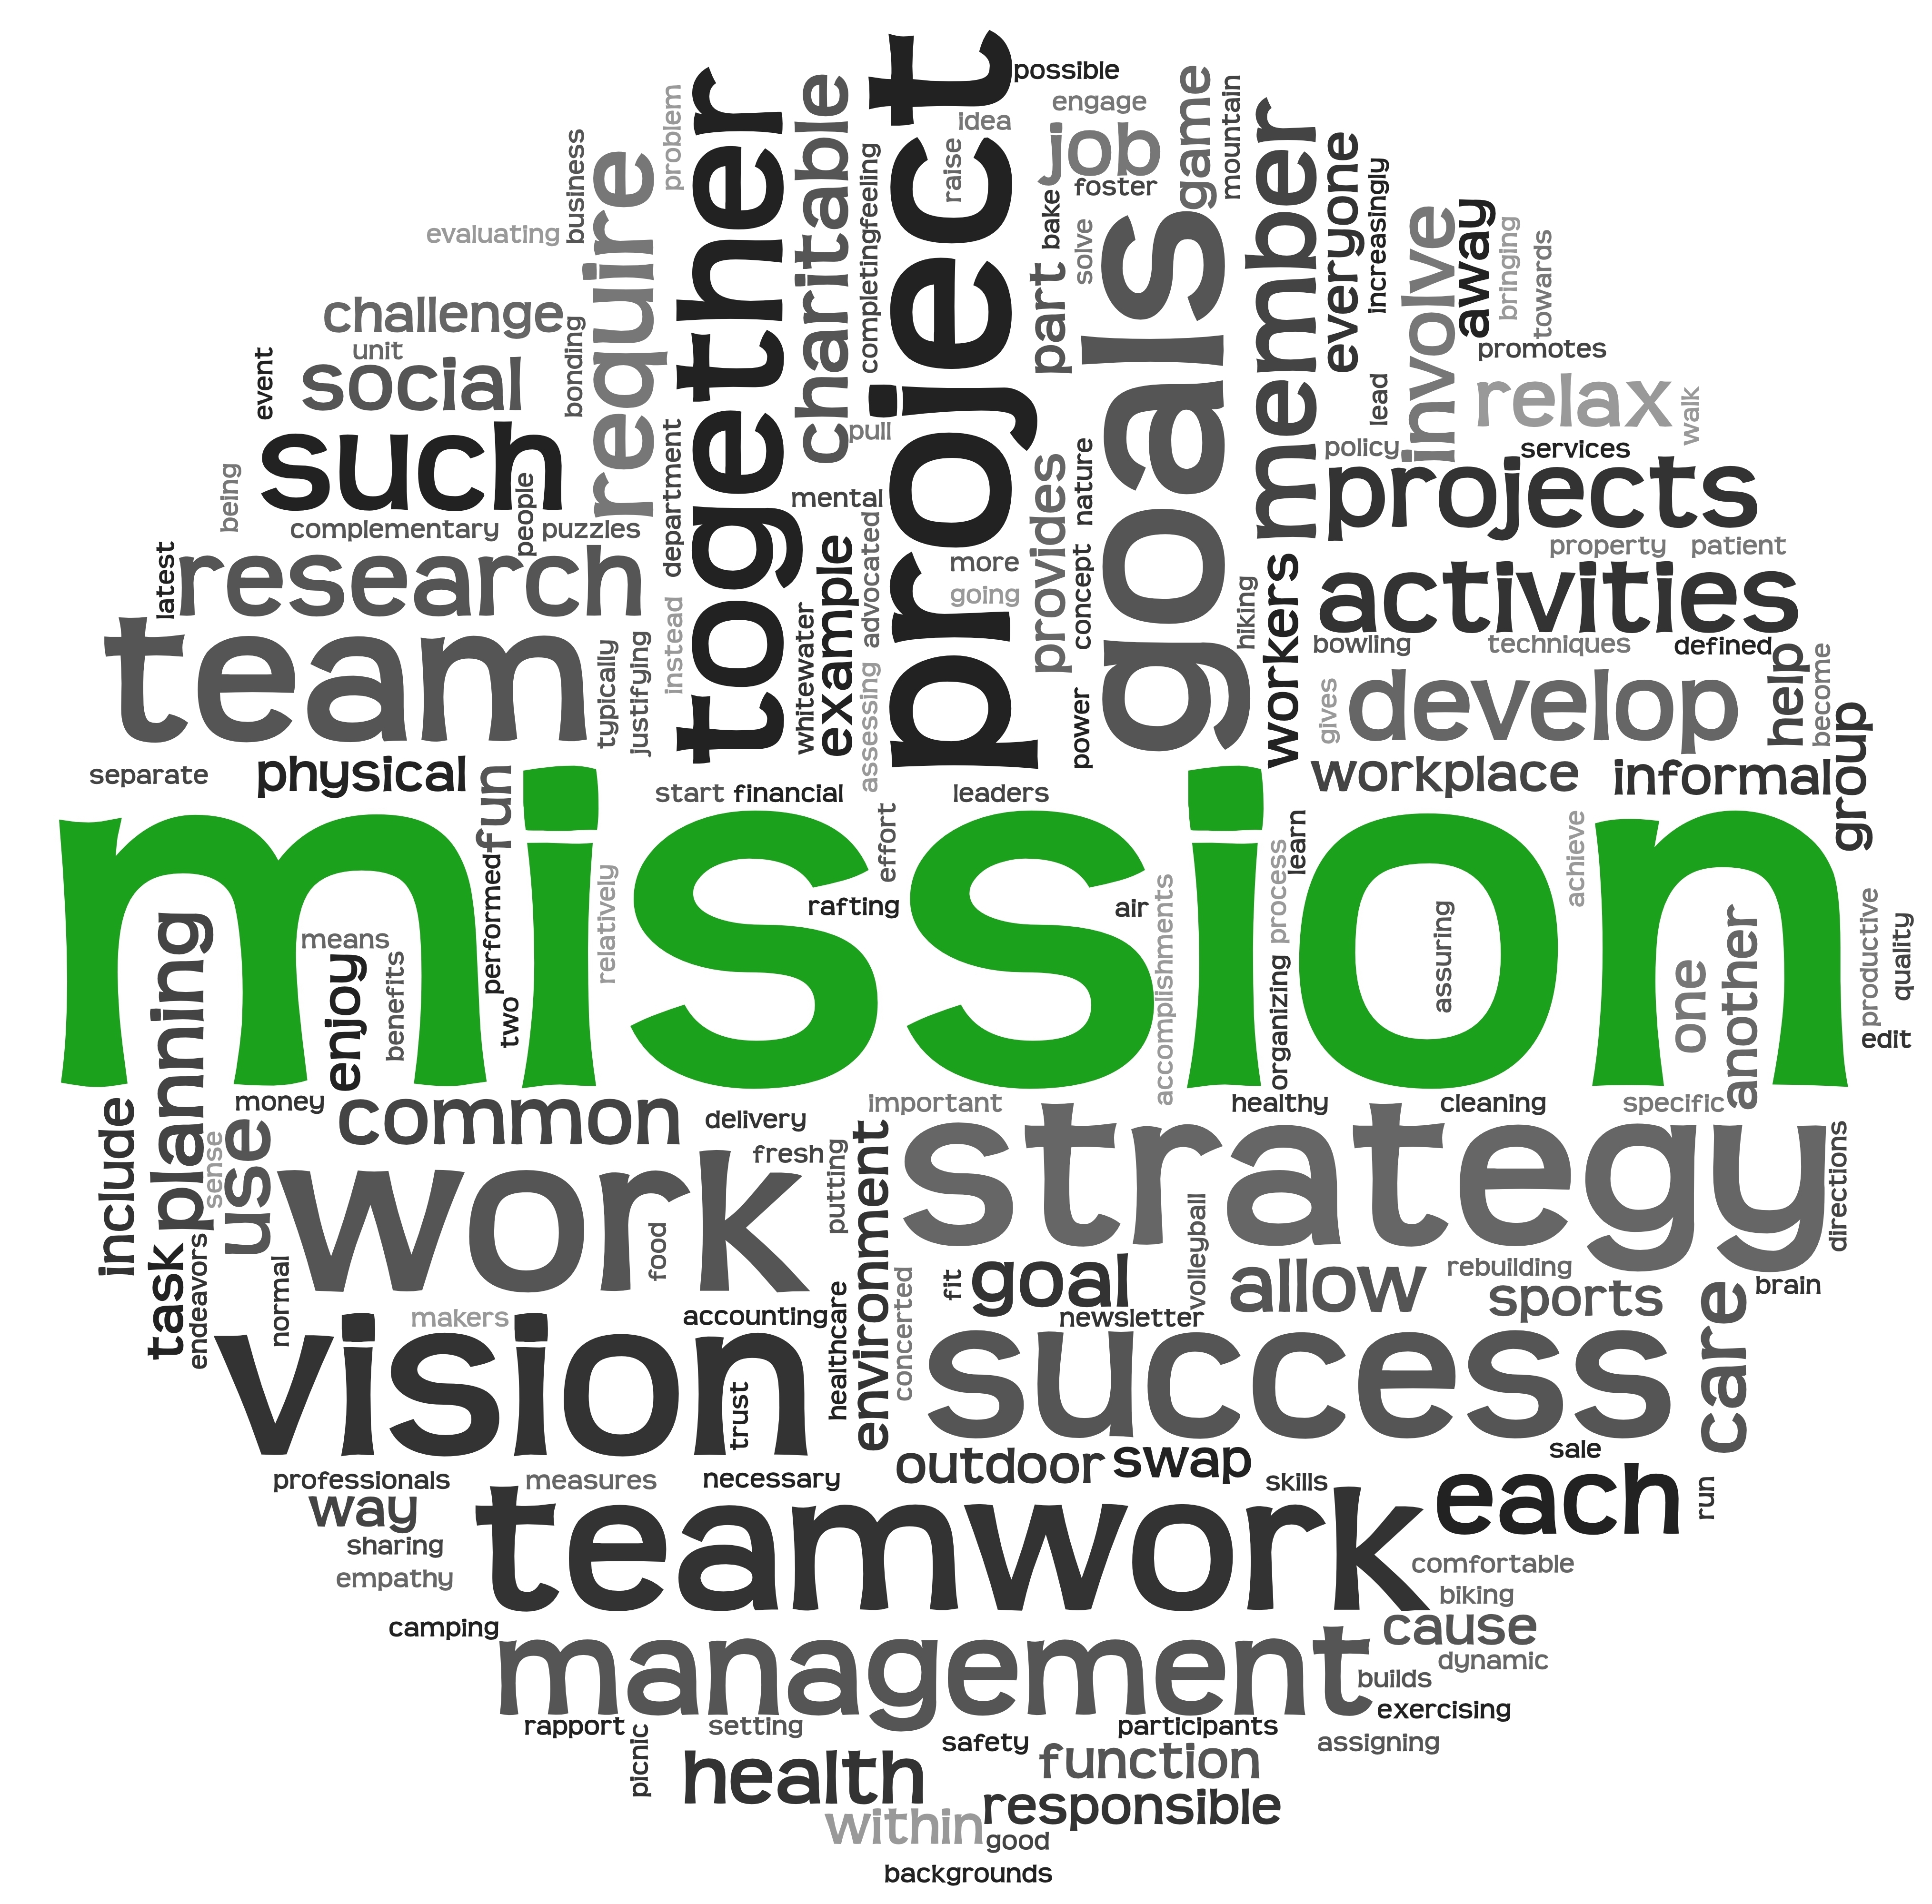 possible
engage
idea
job
foster
game
mountain
project
raise
together
charitable
completing
feeling
problem
business
evaluating
require
bake
solve
part
goals
member
everyone
increasingly
involve
away
bringing
towards
promotes
challenge
unit
social
event
bonding
such
being
people
complementary
puzzles
department
pull
mental
lead
relax
walk
policy
services
projects
property
patient
latest
research
instead
advocated
example
whitewater
assessing
more
going
provides
nature
concept
power
hiking
workers
activities
bowling
techniques
defined
team
typically
justifying
gives
develop
help
become
group
separate
physical
fun
start
financial
leaders
workplace
informal
mission
effort
learn
process
achieve
performed
relatively
rafting
air
accomplishments
assuring
organizing
productive
quality
planning
means
enjoy
benefits
two
one
another
edit
include
money
common
delivery
important
healthy
cleaning
specific
sense
use
work
fresh
putting
food
environment
strategy
directions
volleyball
task
endeavors
normal
fit
goal
allow
rebuilding
sports
brain
makers
accounting
healthcare
concerted
newsletter
vision
trust
success
care
professionals
measures
necessary
outdoor
swap
skills
sale
each
run
way
sharing
empathy
teamwork
comfortable
biking
camping
cause
management
dynamic
builds
exercising
rapport
setting
participants
assigning
picnic
safety
health
function
within
responsible
good
backgrounds